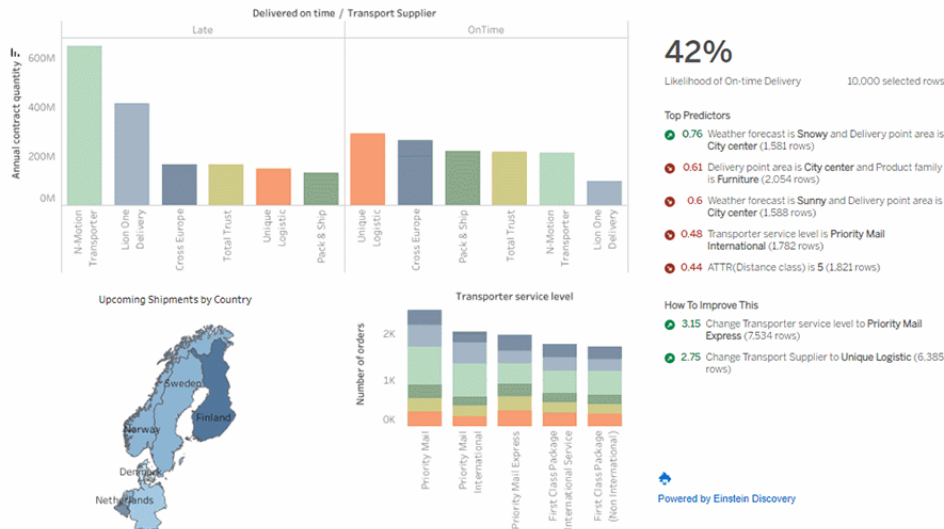 Delivered on time / Transport Supplier
Late
OnTime
Annual contract quantity
600M
400M
200M
0M
N-Motion
Transporter
Lion One
Delivery
Cross Europe
Total Trust
Unique
Logistic
Pack & Ship
Unique
Logistic
Cross Europe
Pack & Ship
Total Trust
N-Motion
Transporter
Lion One
Delivery
42%
Likelihood of On-time Delivery
10,000 selected rows
Top Predictors
0.76 Weather forecast is Snowy and Delivery point area is
City center (1,581 rows)
0.61 Delivery point area is City center and Product family
is Furniture (2,054 rows)
0.6 Weather forecast is Sunny and Delivery point area is
City center (1,588 rows)
0.48 Transporter service level is Priority Mail
International (1,782 rows)
0.44 ATTR(Distance class) is 5 (1,821 rows)
How To Improve This
3.15 Change Transporter service level to Priority Mail
Express (7,534 rows)
2.75 Change Transport Supplier to Unique Logistic (6,385
rows)
Powered by Einstein Discovery
Upcoming Shipments by Country
Sweden
Finland
Norway
Denmark
Netherlands
Transporter service level
Number of orders
2K
1K
0K
Priority Mail
Priority Mail
International
Priority Mail Express
First Class Package
International Service
First Class Package
(Non International)